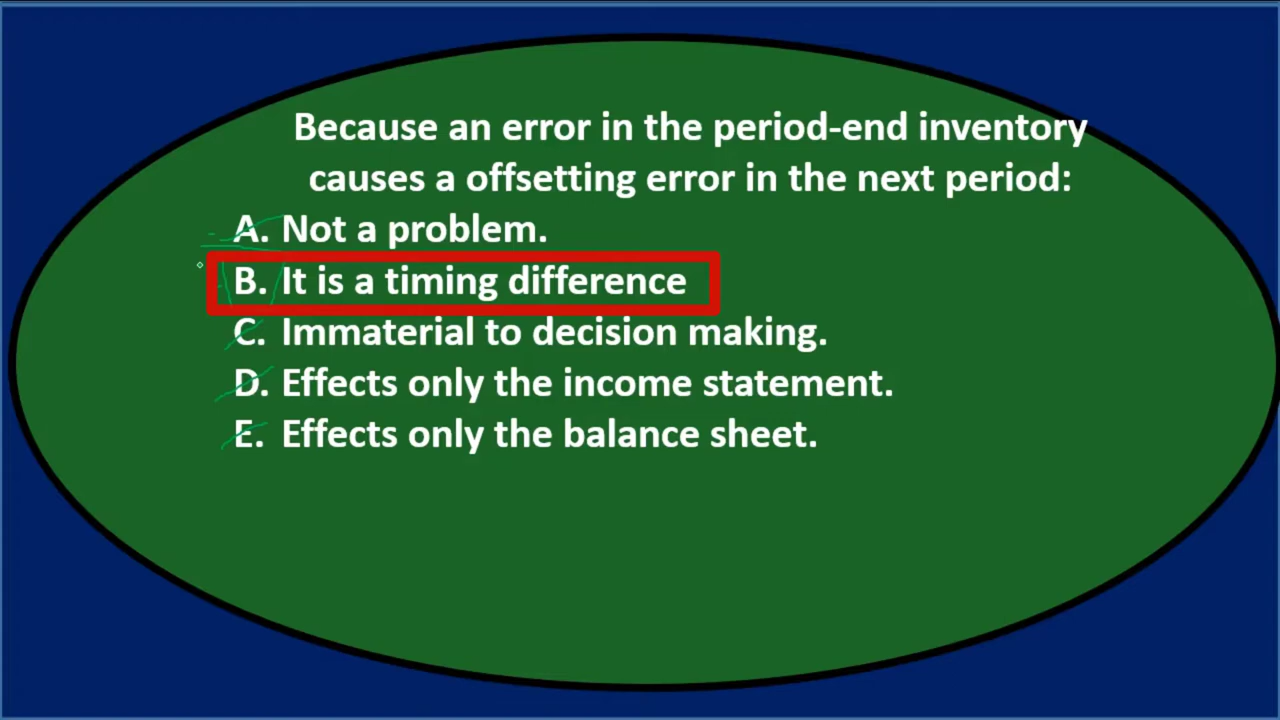 Because an error in the period-end inventory
causes a offsetting error in the next period:
A. Not a problem.
B. It is a timing difference
C. Immaterial to decision making.
D. Effects only the income statement.
E. Effects only the balance sheet.